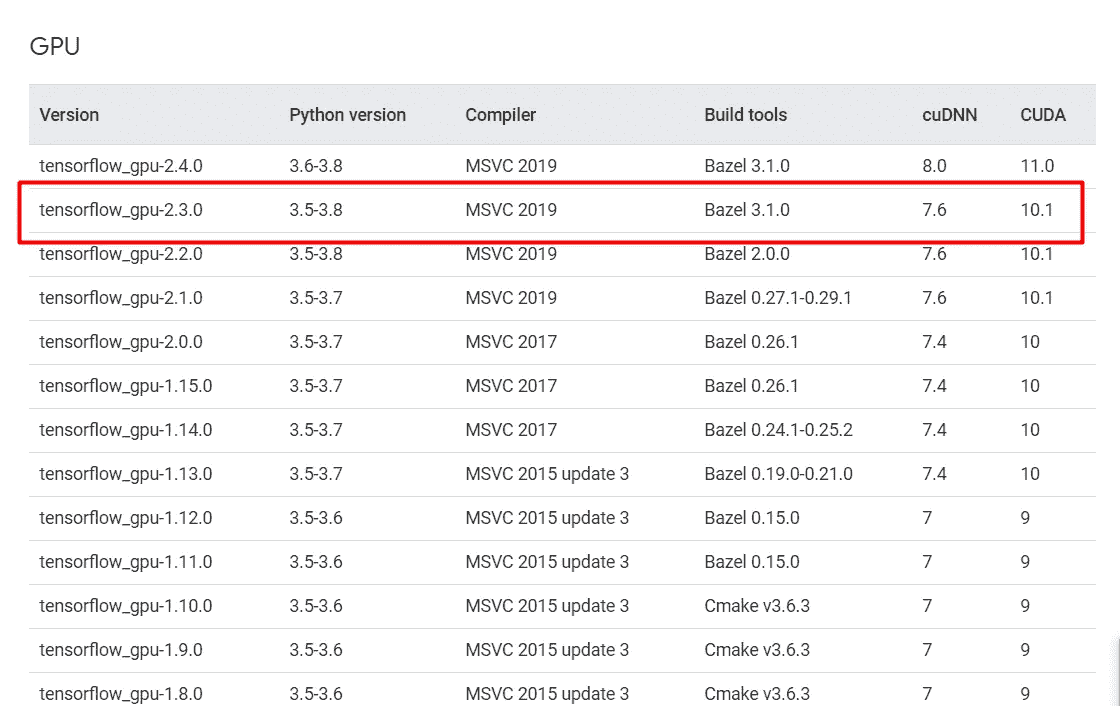 GPU
Version Python version Compiler Build tools cuDNN CUDA
tensorflow_gpu-2.4.0 3.6-3.8 MSVC 2019 Bazel 3.1.0 8.0 11.0
tensorflow_gpu-2.3.0 3.5-3.8 MSVC 2019 Bazel 3.1.0 7.6 10.1
tensorflow_gpu-2.2.0 3.5-3.8 MSVC 2019 Bazel 2.0.0 7.6 10.1
tensorflow_gpu-2.1.0 3.5-3.7 MSVC 2019 Bazel 0.27.1-0.29.1 7.6 10.1
tensorflow_gpu-2.0.0 3.5-3.7 MSVC 2017 Bazel 0.26.1 7.4 10
tensorflow_gpu-1.15.0 3.5-3.7 MSVC 2017 Bazel 0.26.1 7.4 10
tensorflow_gpu-1.14.0 3.5-3.7 MSVC 2017 Bazel 0.24.1-0.25.2 7.4 10
tensorflow_gpu-1.13.0 3.5-3.7 MSVC 2015 update 3 Bazel 0.19.0-0.21.0 7.4 10
tensorflow_gpu-1.12.0 3.5-3.6 MSVC 2015 update 3 Bazel 0.15.0 7 9
tensorflow_gpu-1.11.0 3.5-3.6 MSVC 2015 update 3 Bazel 0.15.0 7 9
tensorflow_gpu-1.10.0 3.5-3.6 MSVC 2015 update 3 Cmake v3.6.3 7 9
tensorflow_gpu-1.9.0 3.5-3.6 MSVC 2015 update 3 Cmake v3.6.3 7 9
tensorflow_gpu-1.8.0 3.5-3.6 MSVC 2015 update 3 Cmake v3.6.3 7 9